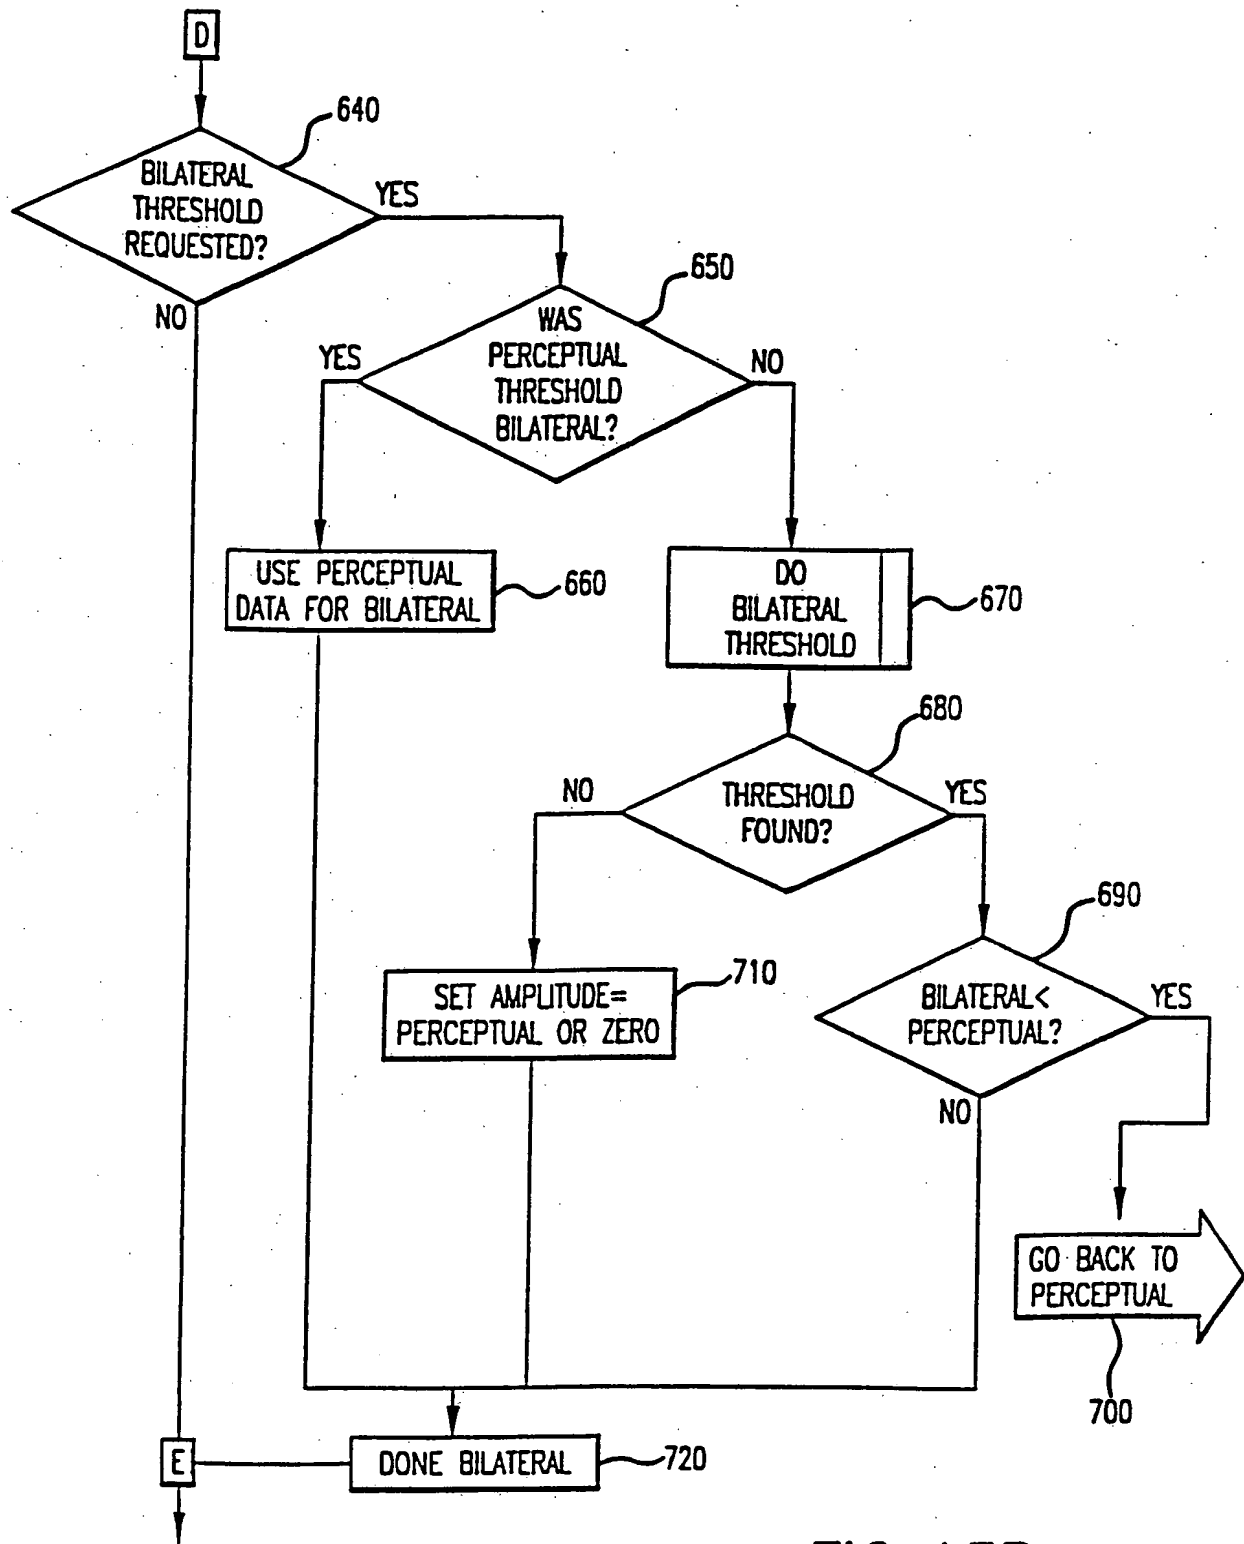 D
640
BILATERAL
THRESHOLD
REQUESTED?
YES
NO
650
WAS
PERCEPTUAL
THRESHOLD
BILATERAL?
YES
NO
USE PERCEPTUAL
DATA FOR BILATERAL
660
DO
BILATERAL
THRESHOLD
670
680
THRESHOLD
FOUND?
NO
YES
690
BILATERAL<
PERCEPTUAL?
YES
NO
710
SET AMPLITUDE=
PERCEPTUAL OR ZERO
GO BACK TO
PERCEPTUAL
700
E
DONE BILATERAL
720